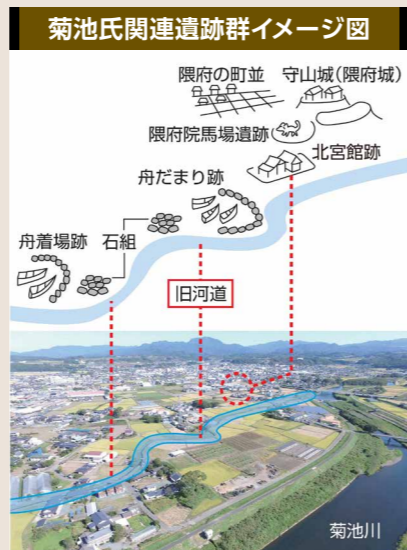 菊池氏関連遺跡群イメージ図
隈府の町並 守山城(隈府城)
隈府院馬場遺跡
北宮館跡
舟だまり跡
舟着場跡 石組
旧河道
菊池川